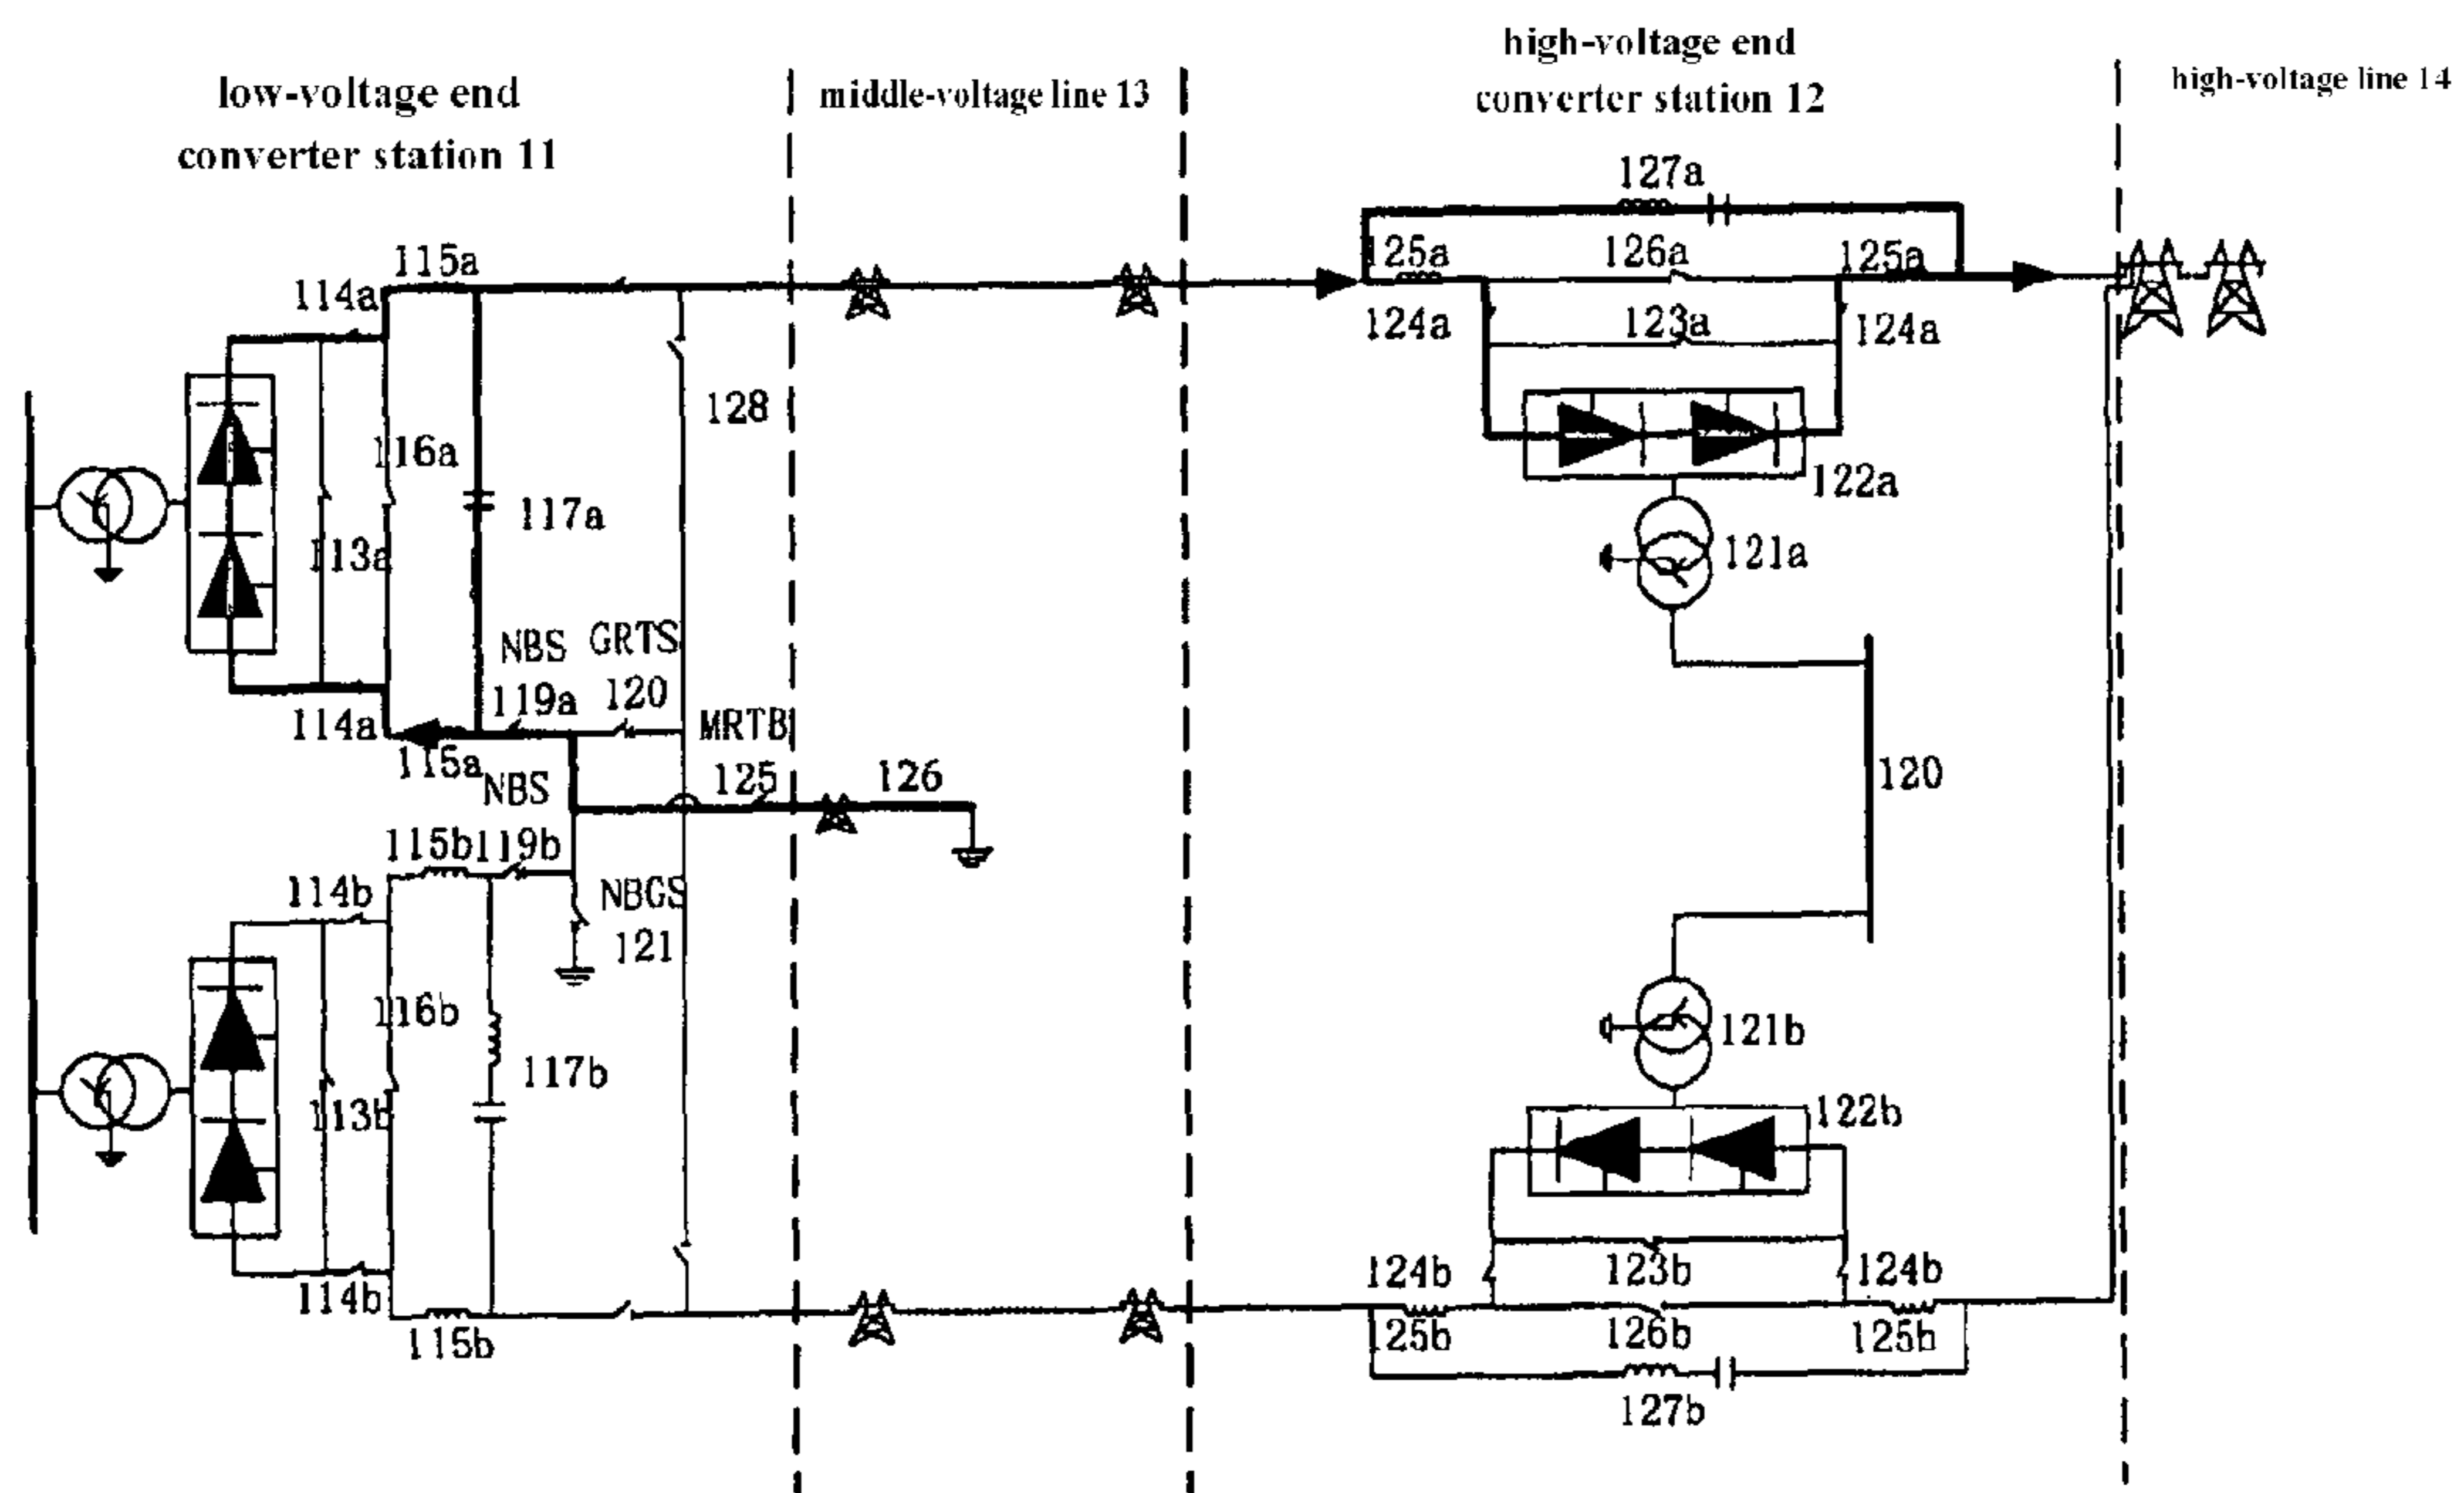 low-voltage end
converter station 11
middle-voltage line 13
high-voltage end
converter station 12
high-voltage line 14
115a
114a
116a
117a
113a
128
NBS GRTS
119a 120
114a
115a
MRTB
NBS
125
126
115b 119b
114b
NBGS
121
116b
117b
113b
114b
115b
127a
125a 126a 125a
124a 123a 124a
122a
121a
120
121b
122b
124b 123b 124b
125b 126b 125b
127b